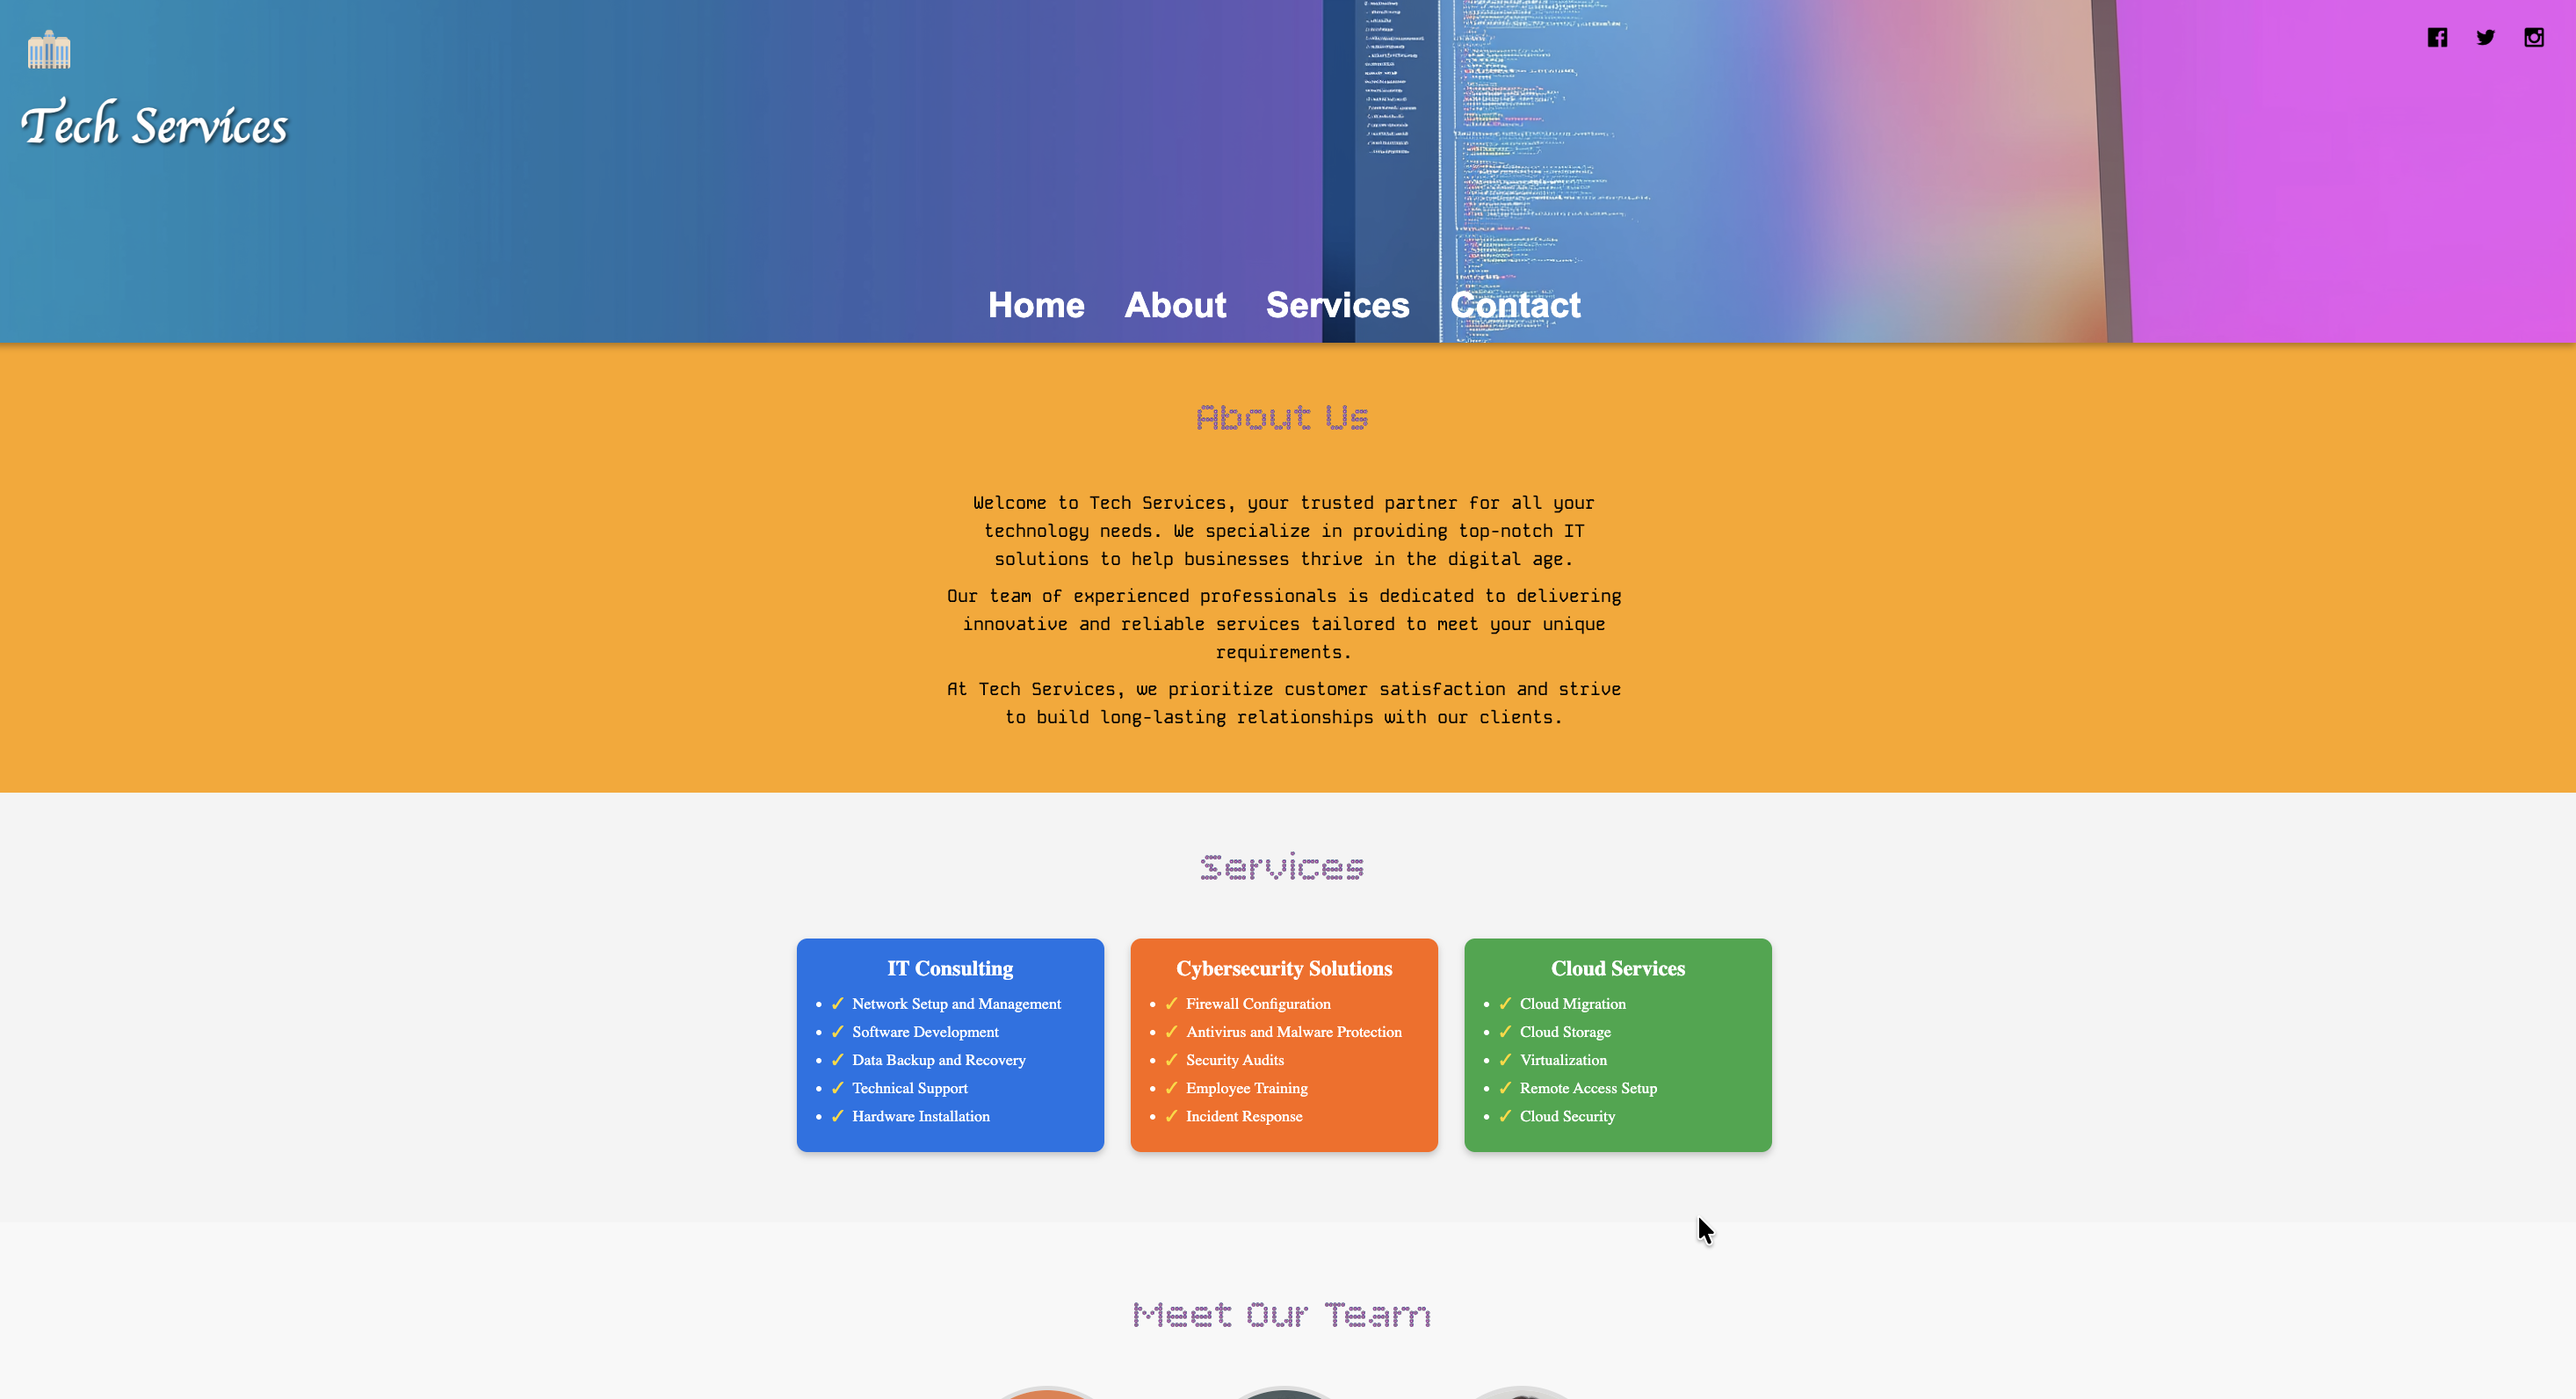 Tech Services
Home About Services Contact
About Us
Welcome to Tech Services, your trusted partner for all your
technology needs. We specialize in providing top-notch IT
solutions to help businesses thrive in the digital age.
Our team of experienced professionals is dedicated to delivering
innovative and reliable services tailored to meet your unique
requirements.
At Tech Services, we prioritize customer satisfaction and strive
to build long-lasting relationships with our clients.
Services
IT Consulting
• ✓ Network Setup and Management
• ✓ Software Development
• ✓ Data Backup and Recovery
• ✓ Technical Support
• ✓ Hardware Installation
Cybersecurity Solutions
• ✓ Firewall Configuration
• ✓ Antivirus and Malware Protection
• ✓ Security Audits
• ✓ Employee Training
• ✓ Incident Response
Cloud Services
• ✓ Cloud Migration
• ✓ Cloud Storage
• ✓ Virtualization
• ✓ Remote Access Setup
• ✓ Cloud Security
Meet Our Team